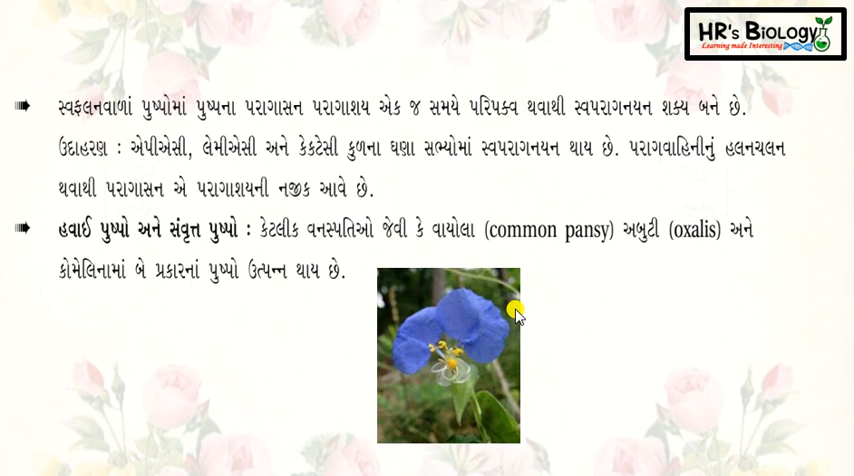 HR's Biology
Learning made Interesting
સ્વફલનવાળાં પુષ્પોમાં પુષ્પના પરાગાસન પરાગાશય એક જ સમયે પરિપક્વ થવાથી સ્વપરાગનયન શક્ય બને છે.
ઉદાહરણ : એપીએસી, લેમીએસી અને કેકટેસી કુળના ઘણા સભ્યોમાં સ્વપરાગનયન થાય છે. પરાગવાહિનીનું હલનચલન
થવાથી પરાગાસન એ પરાગાશયની નજીક આવે છે.
હવાઈ પુષ્પો અને સંવૃત્ત પુષ્પો : કેટલીક વનસ્પતિઓ જેવી કે વાયોલા (common pansy) અબુટી (oxalis) અને
કોમેલિનામાં બે પ્રકારનાં પુષ્પો ઉત્પન્ન થાય છે.